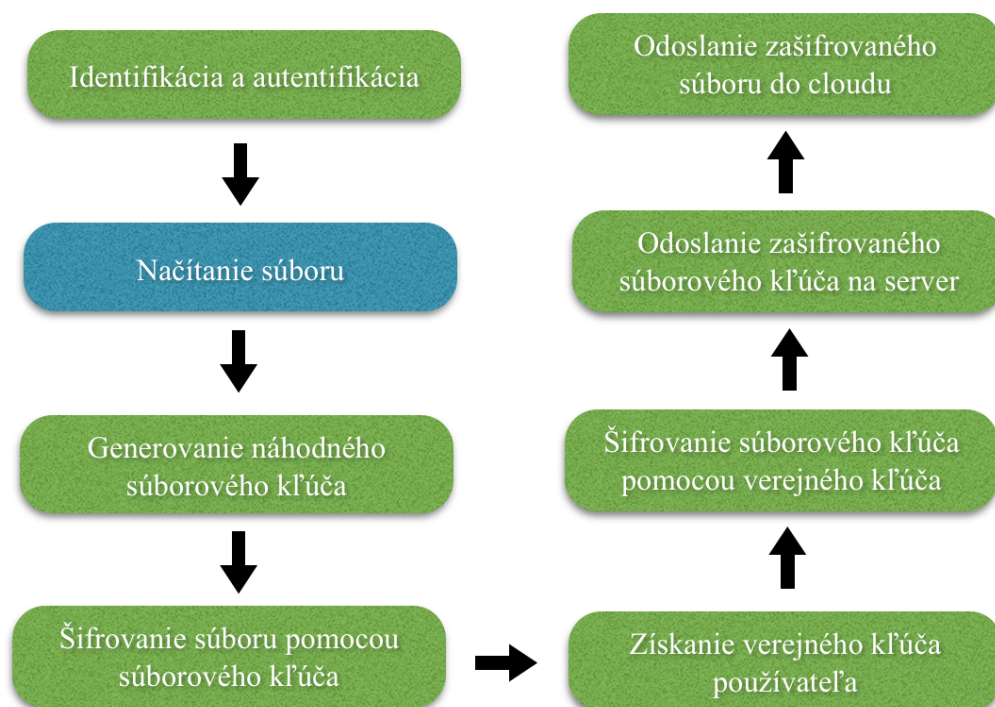 Identifikácia a autentifikácia
Načítanie súboru
Generovanie náhodného
súborového kľúča
Šifrovanie súboru pomocou
súborového kľúča
Získanie verejného kľúča
používateľa
Šifrovanie súborového kľúča
pomocou verejného kľúča
Odoslanie zašifrovaného
súborového kľúča na server
Odoslanie zašifrovaného
súboru do cloudu